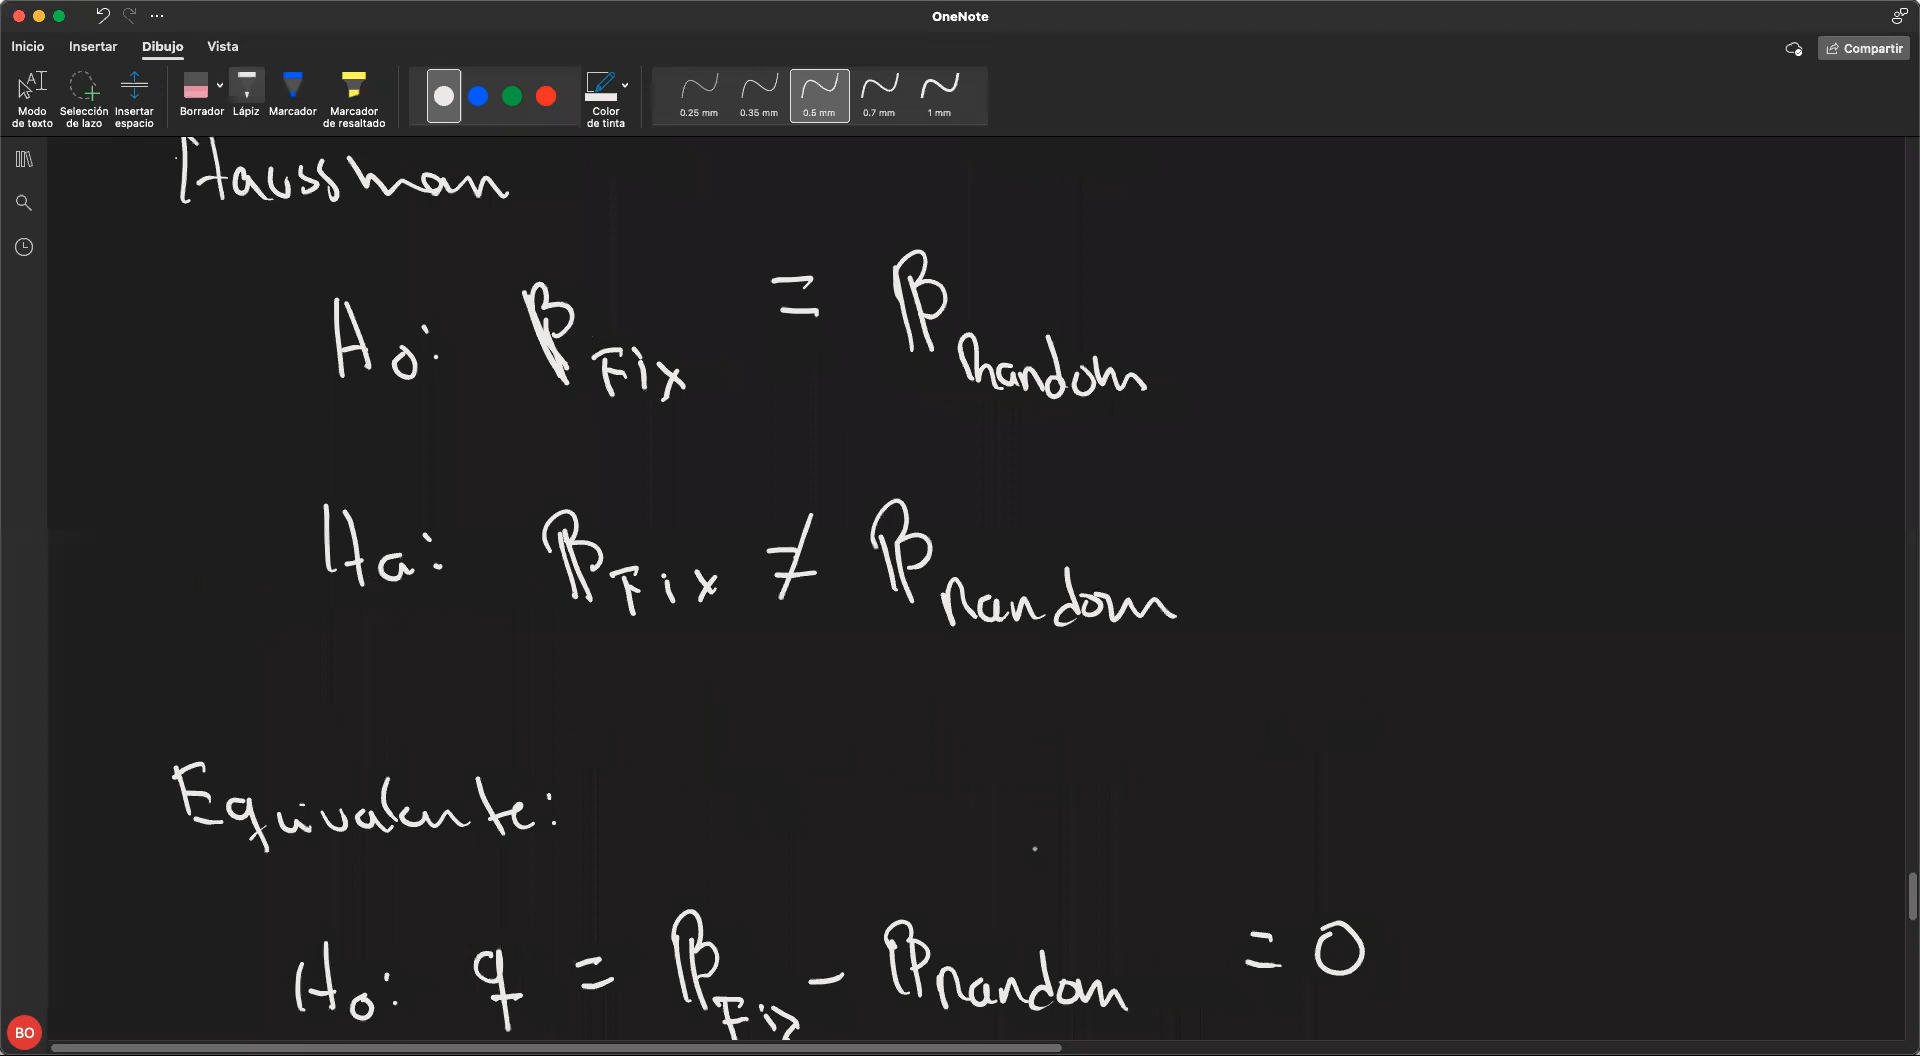 OneNote
Inicio Insertar Dibujo Vista Compartir
Modo de texto Selección de lazo Insertar espacio Borrador Lápiz Marcador Marcador de resaltado Color de tinta 0.25 mm 0.35 mm 0.5 mm 0.7 mm 1 mm
Haussman
H₀: β Fix = β Random
Ha: β Fix ≠ β Random
Equivalente:
H₀: q = β Fix - β Random = 0
BO